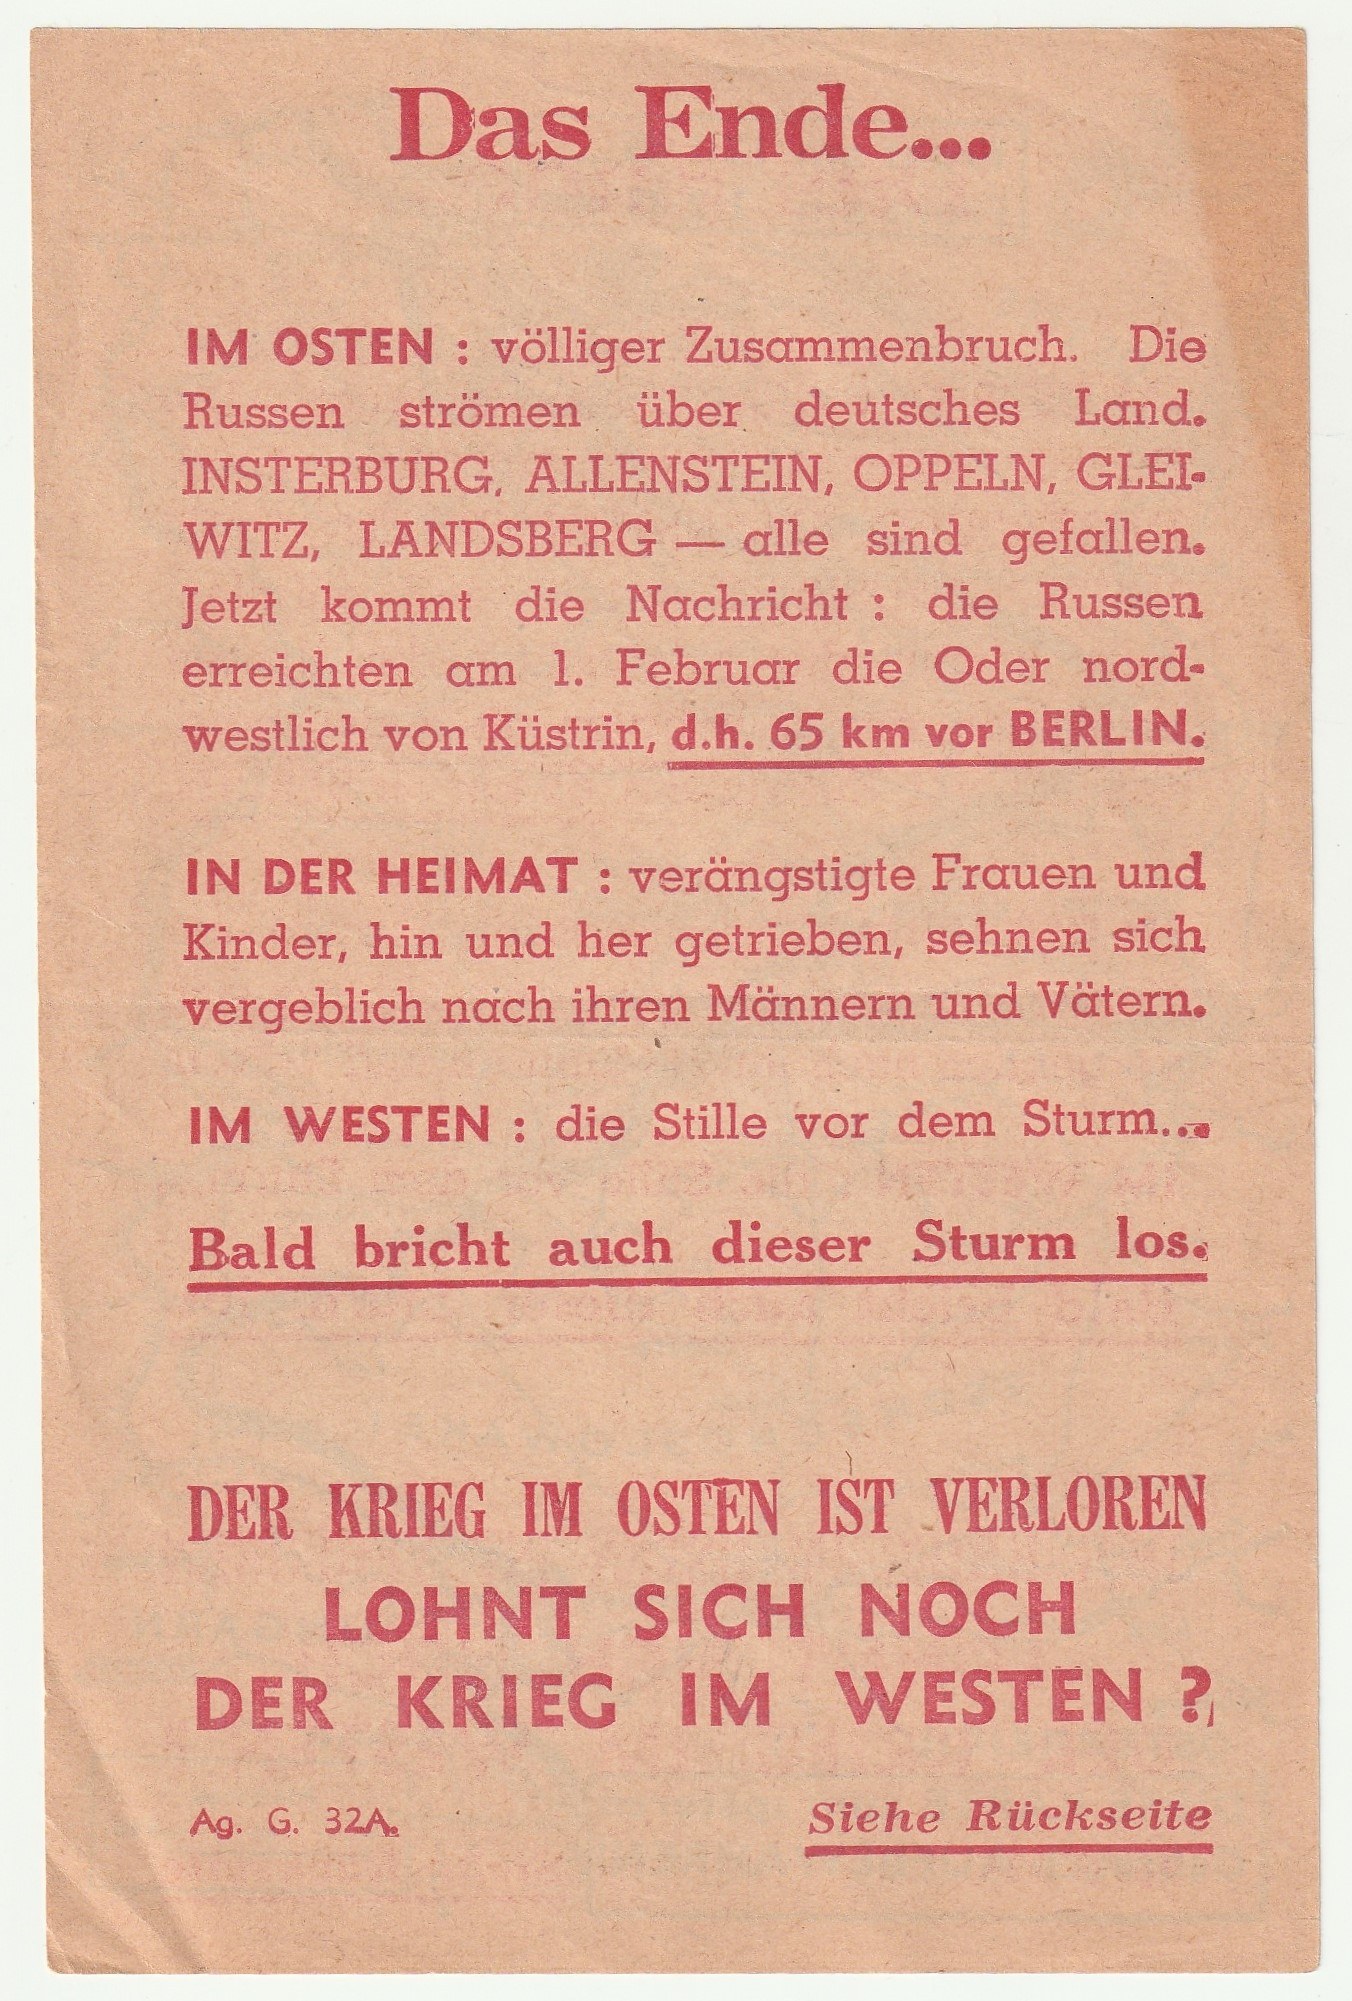 Das Ende...
IM OSTEN : völliger Zusammenbruch. Die
Russen strömen über deutsches Land.
INSTERBURG, ALLENSTEIN, OPPELN, GLEI-
WITZ, LANDSBERG — alle sind gefallen.
Jetzt kommt die Nachricht : die Russen
erreichten am 1. Februar die Oder nord-
westlich von Küstrin, d.h. 65 km vor BERLIN.
IN DER HEIMAT : verängstigte Frauen und
Kinder, hin und her getrieben, sehnen sich
vergeblich nach ihren Männern und Vätern.
IM WESTEN : die Stille vor dem Sturm...
Bald bricht auch dieser Sturm los.
DER KRIEG IM OSTEN IST VERLOREN
LOHNT SICH NOCH
DER KRIEG IM WESTEN ?
Ag. G. 32A.
Siehe Rückseite